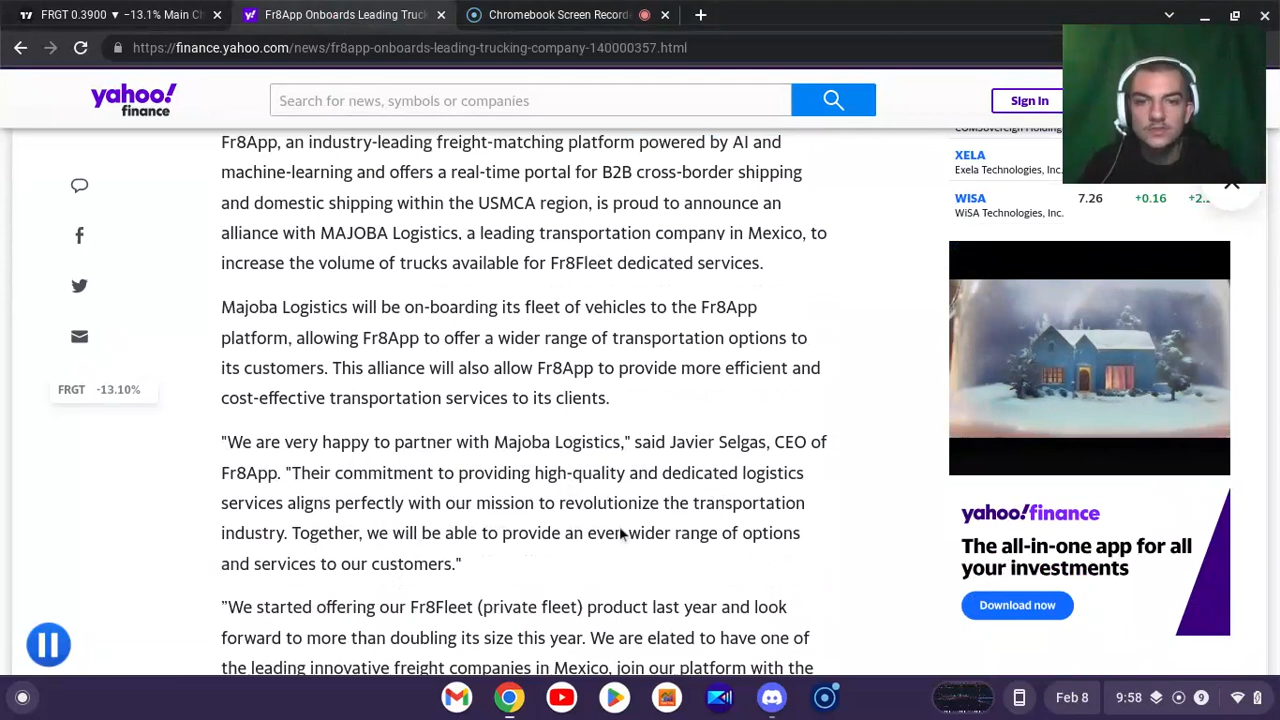 FRGT 0.3900 ▼ −13.1% Main Ch
Fr8App Onboards Leading Truck
Chromebook Screen Recorde
https://finance.yahoo.com/news/fr8app-onboards-leading-trucking-company-140000357.html
yahoo!
finance
Search for news, symbols or companies
Sign In
Fr8App, an industry-leading freight-matching platform powered by AI and
machine-learning and offers a real-time portal for B2B cross-border shipping
and domestic shipping within the USMCA region, is proud to announce an
alliance with MAJOBA Logistics, a leading transportation company in Mexico, to
increase the volume of trucks available for Fr8Fleet dedicated services.
Majoba Logistics will be on-boarding its fleet of vehicles to the Fr8App
platform, allowing Fr8App to offer a wider range of transportation options to
its customers. This alliance will also allow Fr8App to provide more efficient and
cost-effective transportation services to its clients.
"We are very happy to partner with Majoba Logistics," said Javier Selgas, CEO of
Fr8App. "Their commitment to providing high-quality and dedicated logistics
services aligns perfectly with our mission to revolutionize the transportation
industry. Together, we will be able to provide an even wider range of options
and services to our customers."
"We started offering our Fr8Fleet (private fleet) product last year and look
forward to more than doubling its size this year. We are elated to have one of
the leading innovative freight companies in Mexico, join our platform with the
FRGT -13.10%
COMSovereign Holding
XELA
Exela Technologies, Inc.
WISA 7.26 +0.16 +2.
WiSA Technologies, Inc.
yahoo!finance
The all-in-one app for all
your investments
Download now
Feb 8
9:58
9